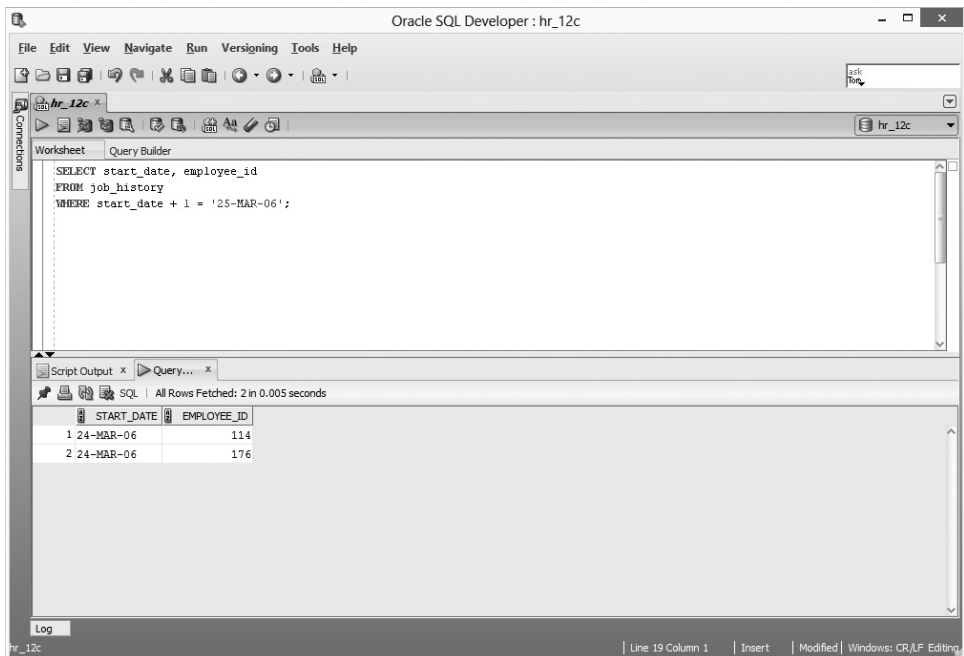 Oracle SQL Developer : hr_12c
File Edit View Navigate Run Versioning Tools Help
ask
Tom
hr_12c
hr_12c
Connections
Worksheet Query Builder
SELECT start_date, employee_id
FROM job_history
WHERE start_date + 1 = '25-MAR-06';
Script Output x Query... x
SQL | All Rows Fetched: 2 in 0.005 seconds
START_DATE EMPLOYEE_ID
1 24-MAR-06 114
2 24-MAR-06 176
Log
hr_12c | Line 19 Column 1 | Insert | Modified | Windows: CR/LF Editing